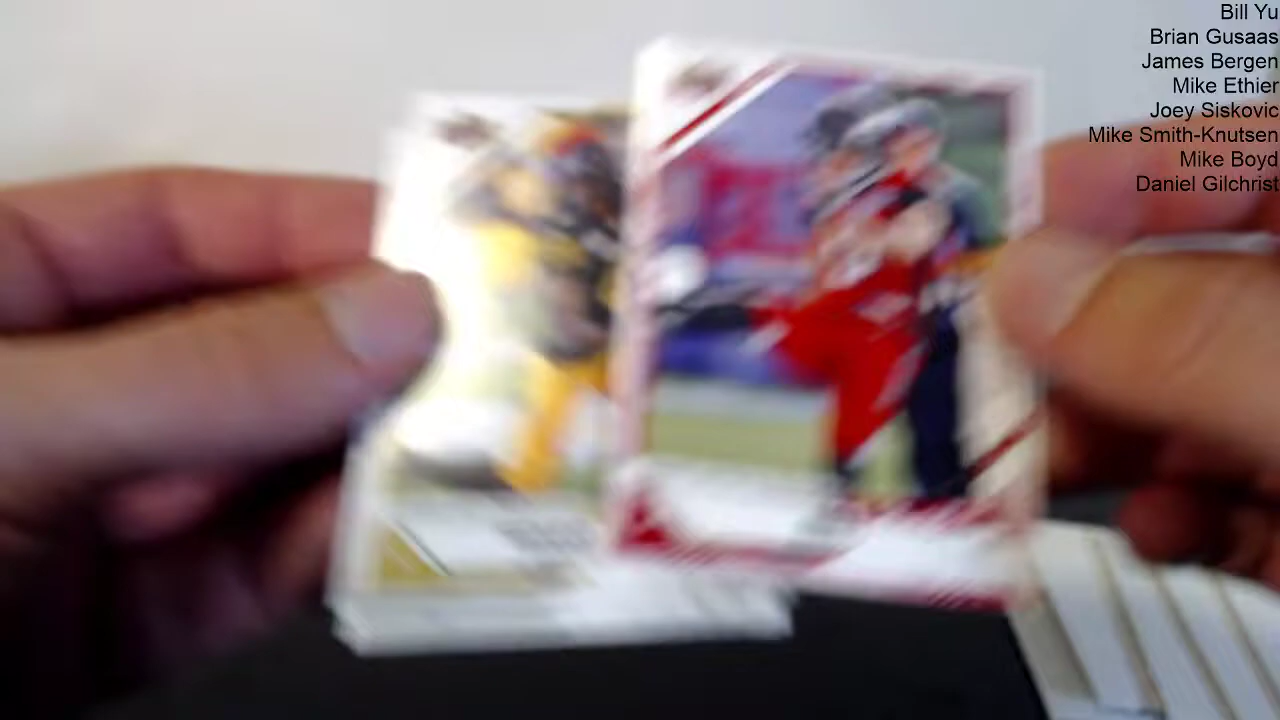 Bill Yu
Brian Gusaas
James Bergen
Mike Ethier
Joey Siskovic
Mike Smith-Knutsen
Mike Boyd
Daniel Gilchrist